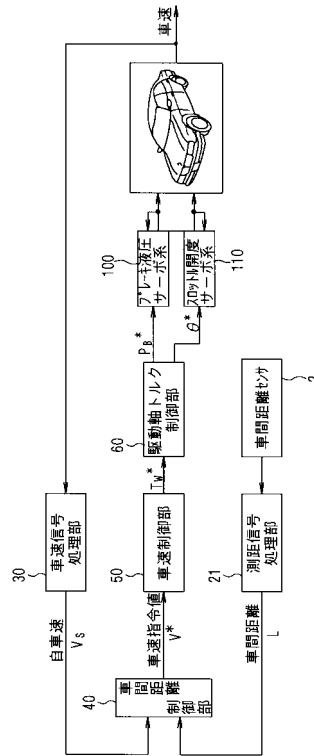 車速
100
ブレーキ液圧
サーボ系
スロットル開度
サーボ系
110
P_B*
θ*
60
駆動軸トルク
制御部
T_W*
車間距離センサ
30
車速信号
処理部
50
車速制御部
21
測距信号
処理部
自車速
V_S
車速指令値
V*
車間距離
L
40
車間距離
制御部